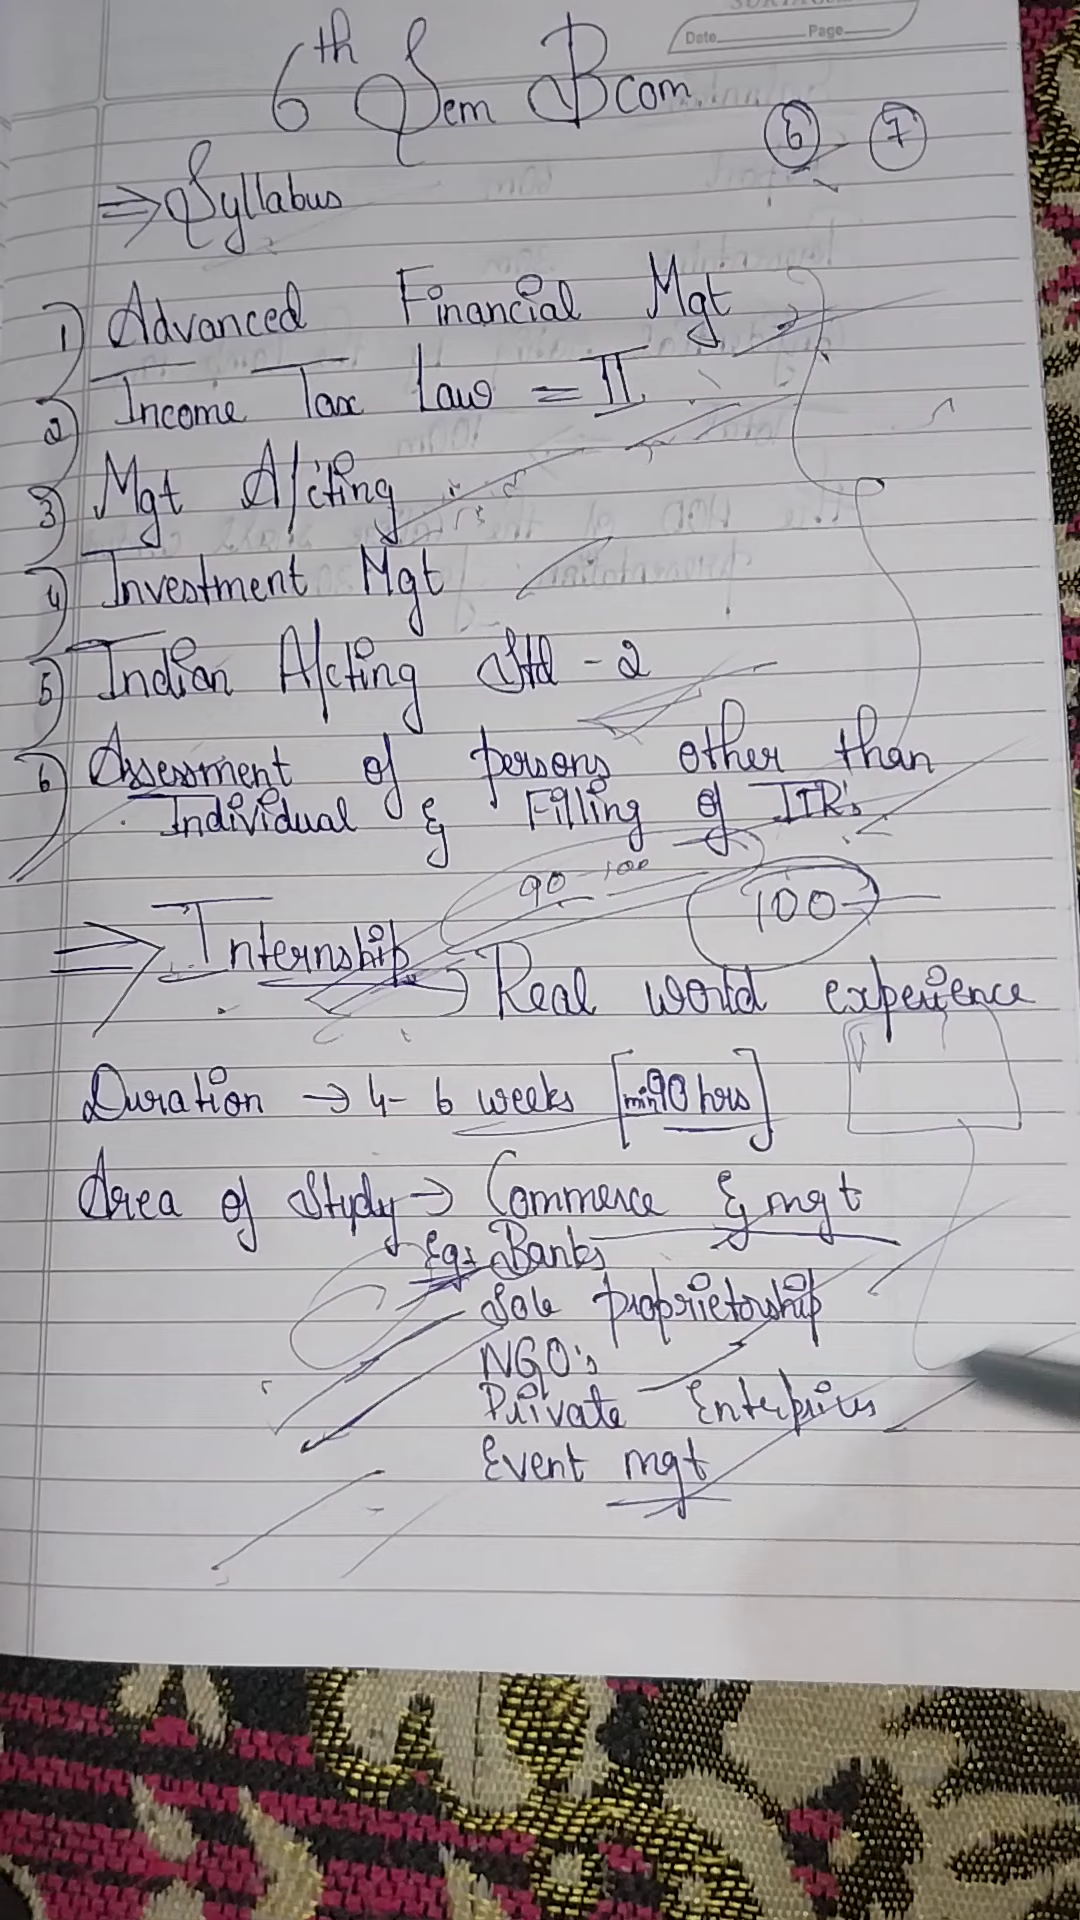 Date Page
6th Sem Bcom
6 7
⇒ Syllabus
1) Advanced Financial Mgt
2) Income Tax Law = II
3) Mgt A/cting
4) Investment Mgt
5) Indian A/cting Std - 2
6) Assessment of persons other than
Individual & Filling of ITR's
90 - 100
100
⇒ Internship → Real world experience
Duration → 4- 6 weeks [min 90 hrs]
Area of Study → Commerce & mgt
Eg: Banks
Sole proprietorship
NGO's
Private Enterprises
Event mgt